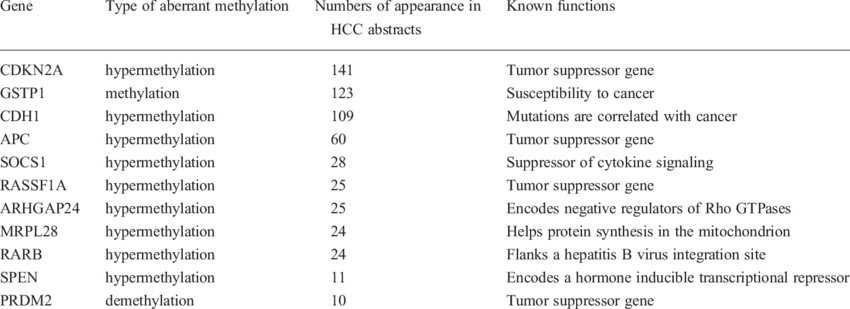 Gene Type of aberrant methylation Numbers of appearance in Known functions
HCC abstracts
CDKN2A hypermethylation 141 Tumor suppressor gene
GSTP1 methylation 123 Susceptibility to cancer
CDH1 hypermethylation 109 Mutations are correlated with cancer
APC hypermethylation 60 Tumor suppressor gene
SOCS1 hypermethylation 28 Suppressor of cytokine signaling
RASSF1A hypermethylation 25 Tumor suppressor gene
ARHGAP24 hypermethylation 25 Encodes negative regulators of Rho GTPases
MRPL28 hypermethylation 24 Helps protein synthesis in the mitochondrion
RARB hypermethylation 24 Flanks a hepatitis B virus integration site
SPEN hypermethylation 11 Encodes a hormone inducible transcriptional repressor
PRDM2 demethylation 10 Tumor suppressor gene